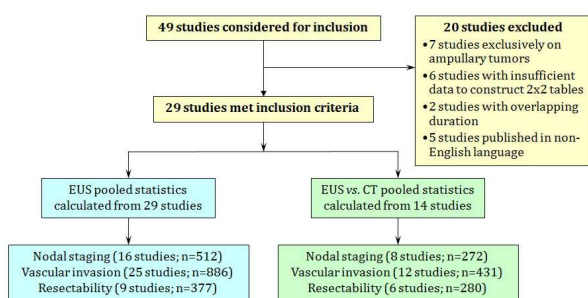 49 studies considered for inclusion
20 studies excluded
• 7 studies exclusively on
ampullary tumors
• 6 studies with insufficient
data to construct 2x2 tables
• 2 studies with overlapping
duration
• 5 studies published in non-
English language
29 studies met inclusion criteria
EUS pooled statistics
calculated from 29 studies
EUS vs. CT pooled statistics
calculated from 14 studies
Nodal staging (16 studies; n=512)
Vascular invasion (25 studies; n=886)
Resectability (9 studies; n=377)
Nodal staging (8 studies; n=272)
Vascular invasion (12 studies; n=431)
Resectability (6 studies; n=280)